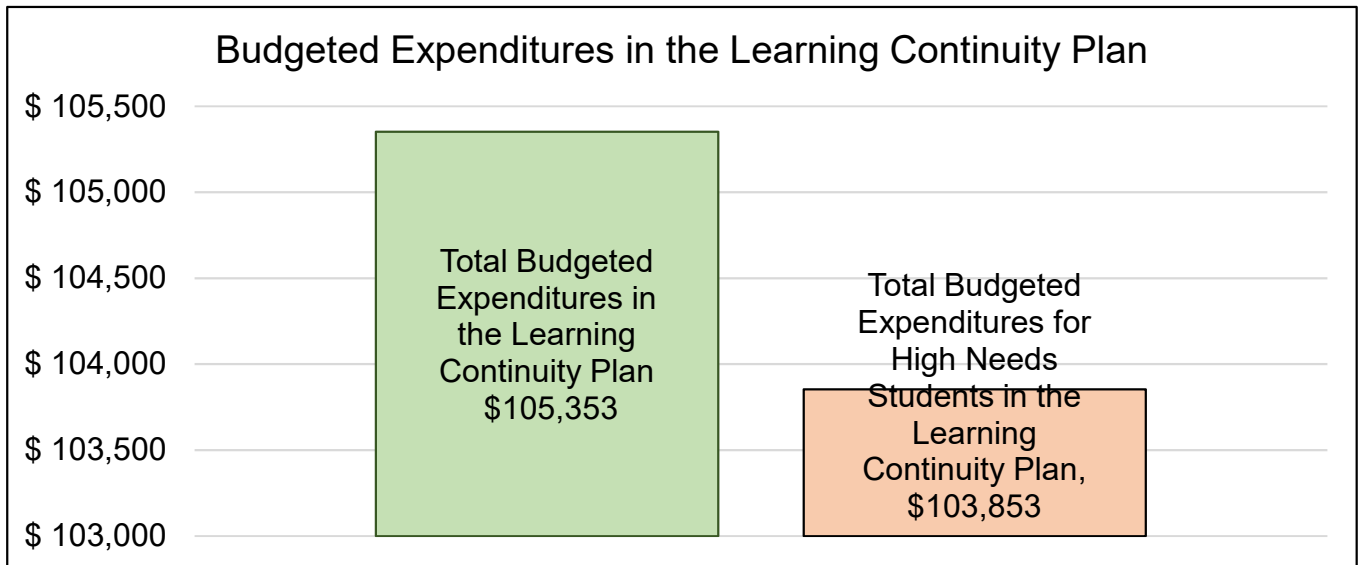 Budgeted Expenditures in the Learning Continuity Plan
$ 105,500
$ 105,000
$ 104,500
$ 104,000
$ 103,500
$ 103,000
Total Budgeted
Expenditures in
the Learning
Continuity Plan
$105,353
Total Budgeted
Expenditures for
High Needs
Students in the
Learning
Continuity Plan,
$103,853